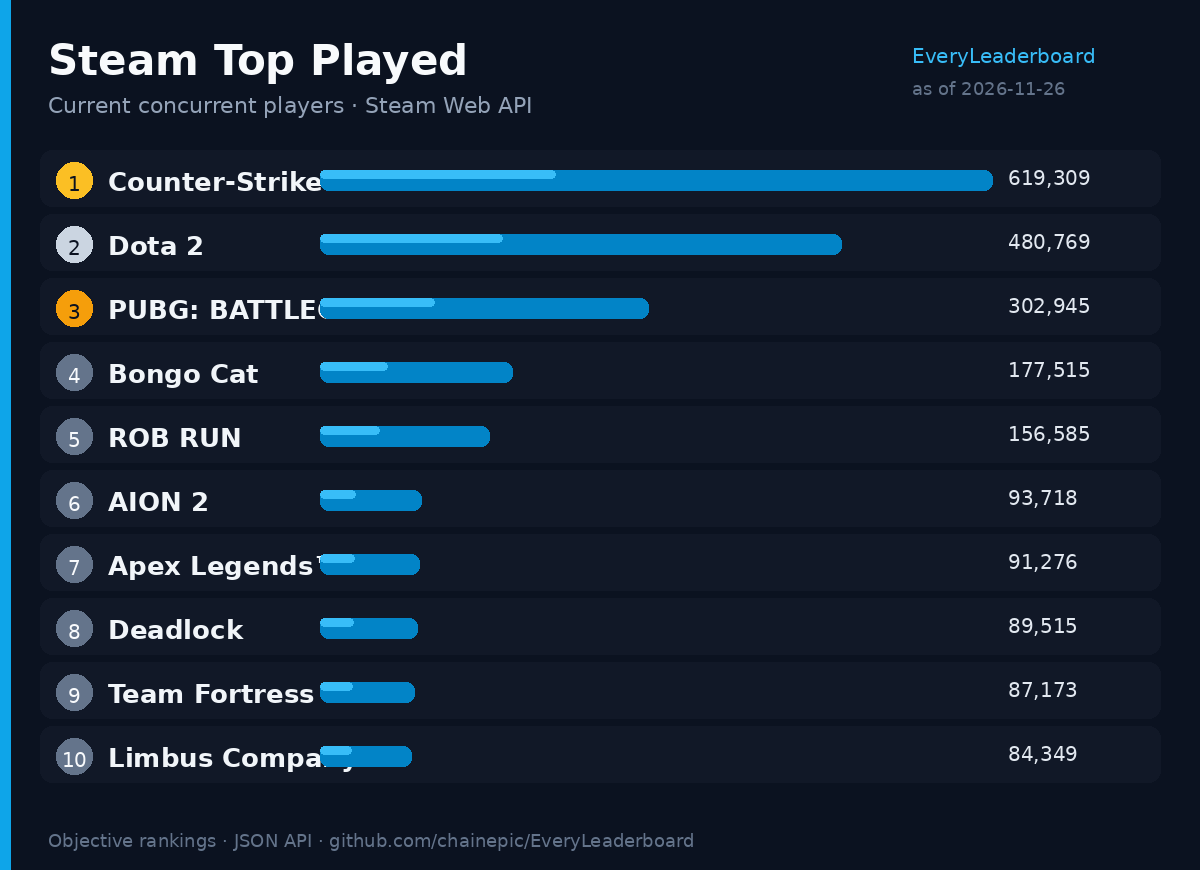 Steam Top Played
EveryLeaderboard
Current concurrent players · Steam Web API
as of 2026-11-26
1 Counter-Strike 619,309
2 Dota 2 480,769
3 PUBG: 302,945
4 Bongo Cat 177,515
5 ROB RUN 156,585
6 AION 2 93,718
7 Apex Legends 91,276
8 Deadlock 89,515
9 Team Fortress 87,173
10 Limbus 84,349
Objective rankings · JSON API · github.com/chainepic/EveryLeaderboard